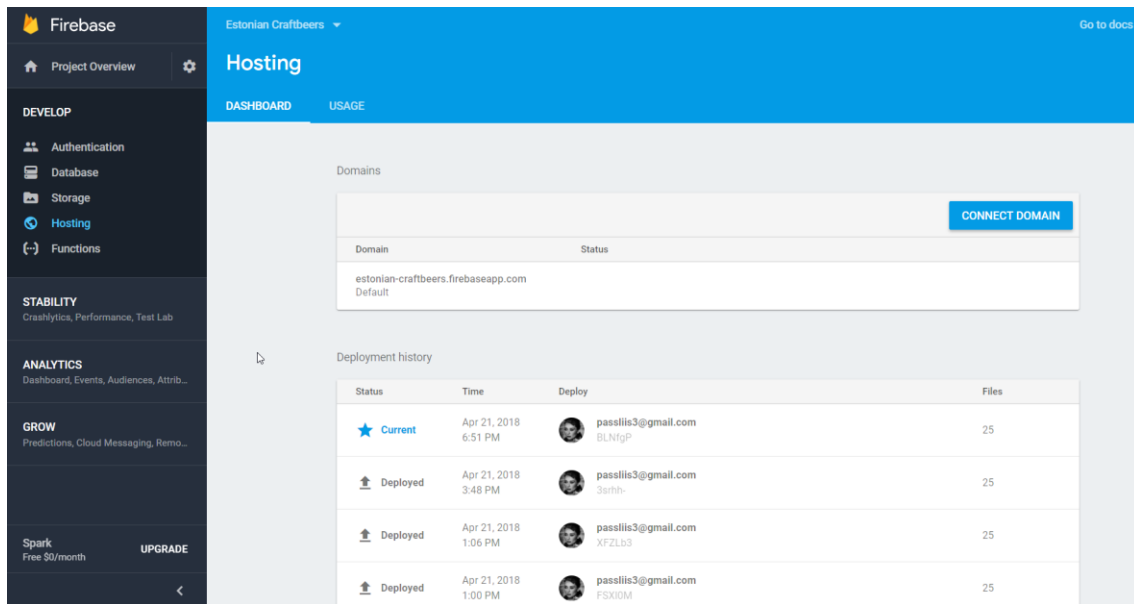 Firebase
Project Overview
DEVELOP
Authentication
Database
Storage
Hosting
Functions
STABILITY
Crashlytics, Performance, Test Lab
ANALYTICS
Dashboard, Events, Audiences, Attrib...
GROW
Predictions, Cloud Messaging, Remo...
Spark
Free $0/month
UPGRADE
Estonian Craftbeers
Go to docs
Hosting
DASHBOARD USAGE
Domains
CONNECT DOMAIN
Domain Status
estonian-craftbeers.firebaseapp.com
Default
Deployment history
Status Time Deploy Files
Current Apr 21, 2018 passliis3@gmail.com 25
6:51 PM BLNfgP
Deployed Apr 21, 2018 passliis3@gmail.com 25
3:48 PM 3srhh-
Deployed Apr 21, 2018 passliis3@gmail.com 25
1:06 PM XFZLb3
Deployed Apr 21, 2018 passliis3@gmail.com 25
1:00 PM FSXI0M